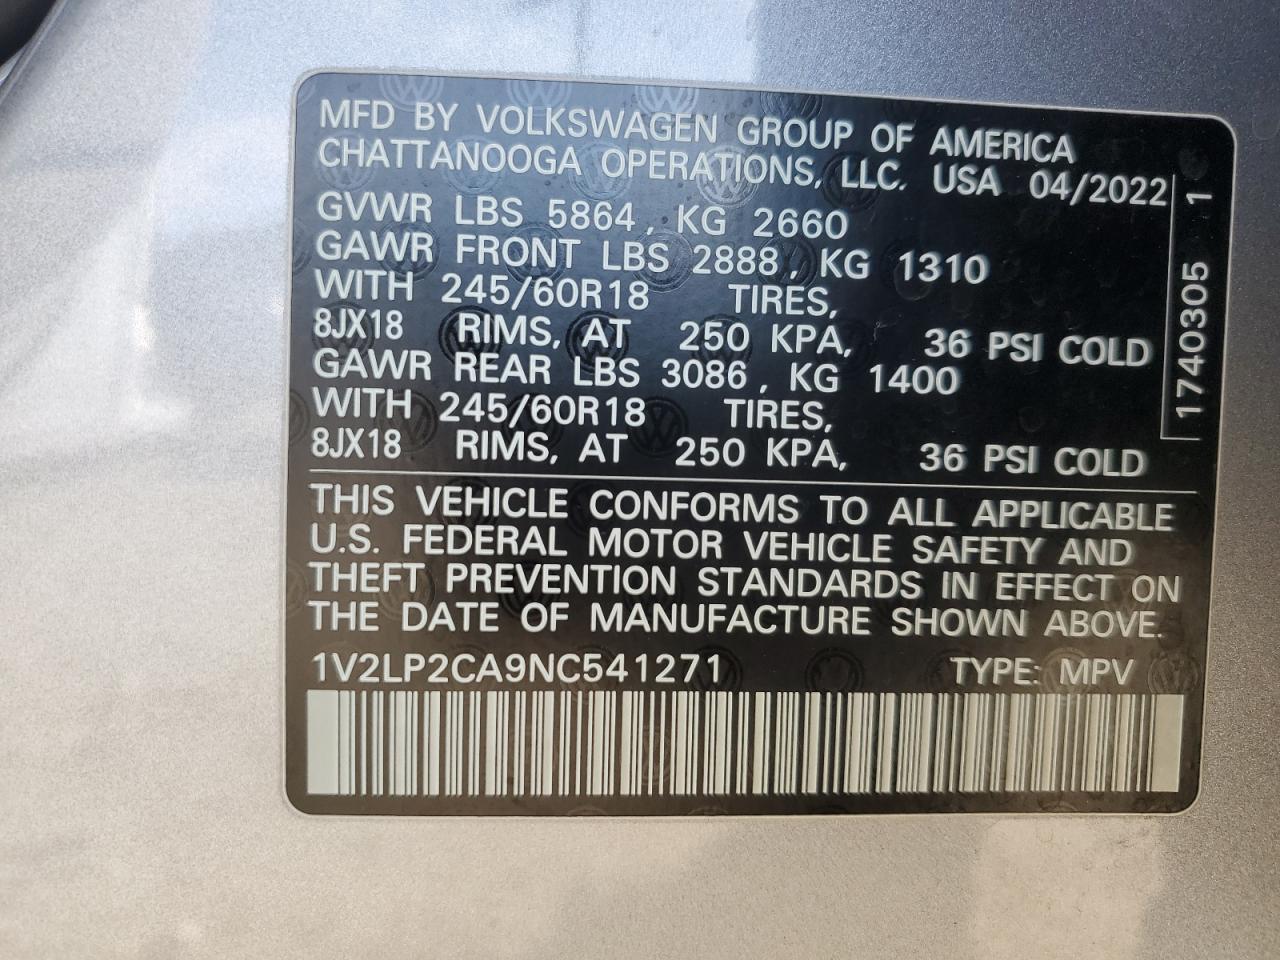 MFD BY VOLKSWAGEN GROUP OF AMERICA
CHATTANOOGA OPERATIONS, LLC. USA 04/2022
GVWR LBS 5864, KG 2660
GAWR FRONT LBS 2888, KG 1310
WITH 245/60R18 TIRES,
8JX18 RIMS, AT 250 KPA, 36 PSI COLD
GAWR REAR LBS 3086, KG 1400
WITH 245/60R18 TIRES,
8JX18 RIMS, AT 250 KPA, 36 PSI COLD
1740305 1
THIS VEHICLE CONFORMS TO ALL APPLICABLE
U.S. FEDERAL MOTOR VEHICLE SAFETY AND
THEFT PREVENTION STANDARDS IN EFFECT ON
THE DATE OF MANUFACTURE SHOWN ABOVE.
1V2LP2CA9NC541271 TYPE: MPV